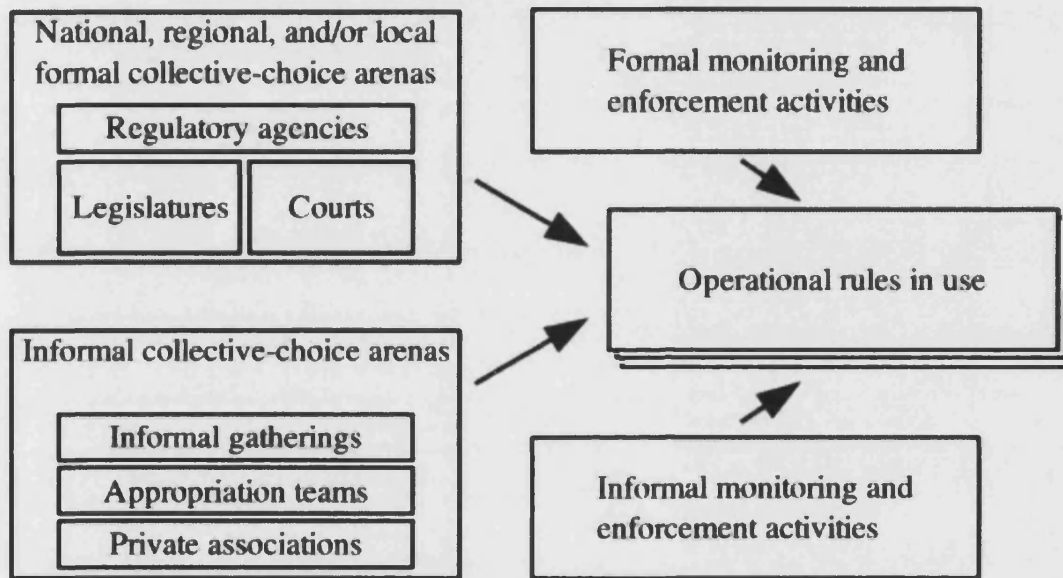 National, regional, and/or local
formal collective-choice arenas
Regulatory agencies
Legislatures
Courts
Formal monitoring and
enforcement activities
Operational rules in use
Informal collective-choice arenas
Informal gatherings
Appropriation teams
Private associations
Informal monitoring and
enforcement activities